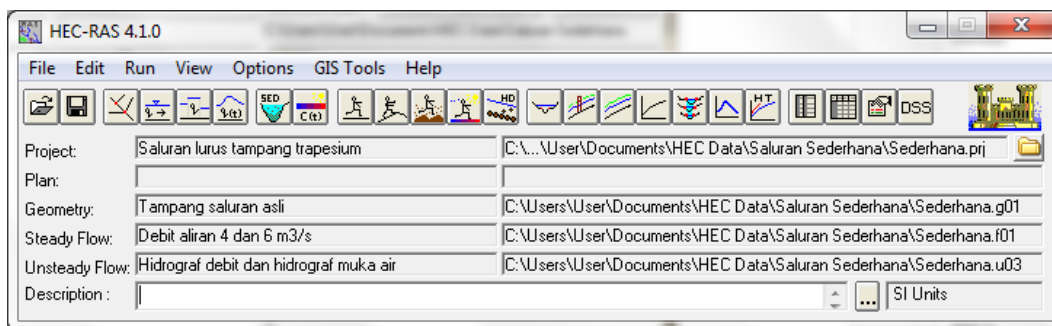 HEC-RAS 4.1.0
File Edit Run View Options GIS Tools Help
SED C(t) HD HT DSS
Project: Saluran lurus tampang trapesium C:\...\User\Documents\HEC Data\Saluran Sederhana\Sederhana.prj
Plan:
Geometry: Tampang saluran asli C:\Users\User\Documents\HEC Data\Saluran Sederhana\Sederhana.g01
Steady Flow: Debit aliran 4 dan 6 m3/s C:\Users\User\Documents\HEC Data\Saluran Sederhana\Sederhana.f01
Unsteady Flow: Hidrograf debit dan hidrograf muka air C:\Users\User\Documents\HEC Data\Saluran Sederhana\Sederhana.u03
Description : ... SI Units